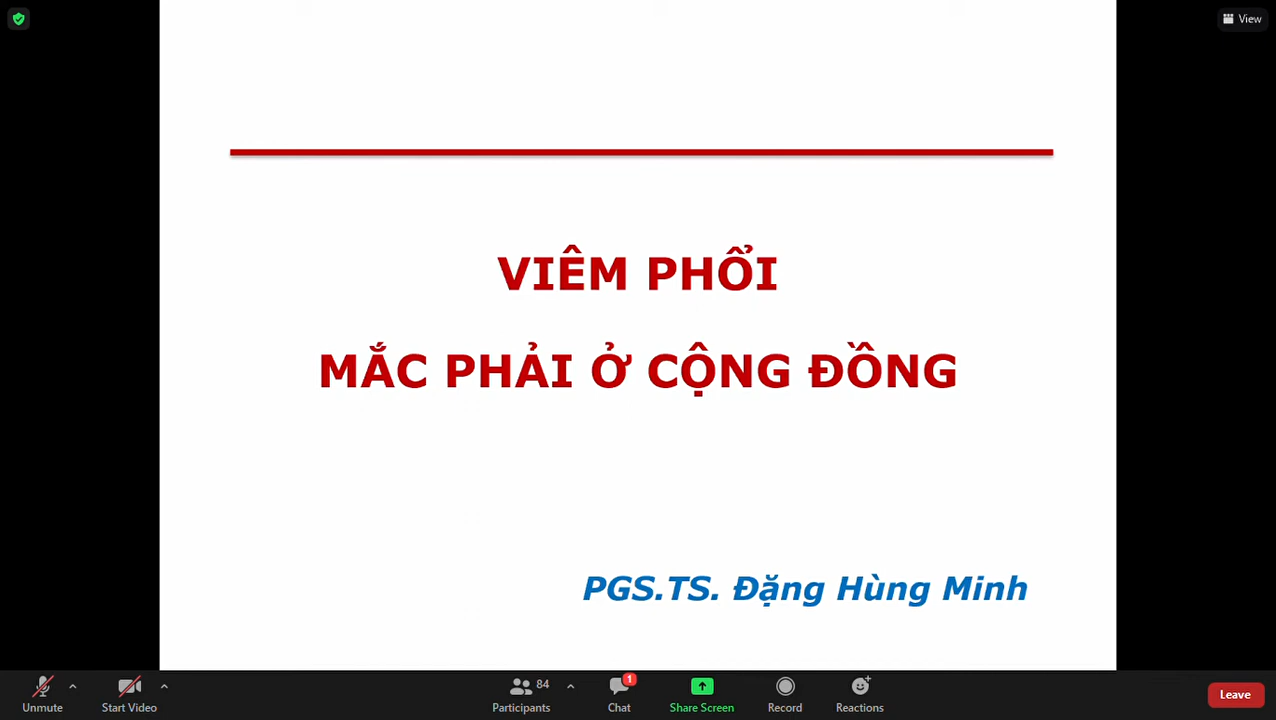 View
VIÊM PHỔI
MẮC PHẢI Ở CỘNG ĐỒNG
PGS.TS. Đặng Hùng Minh
Unmute
Start Video
84
Participants
1
Chat
Share Screen
Record
Reactions
Leave